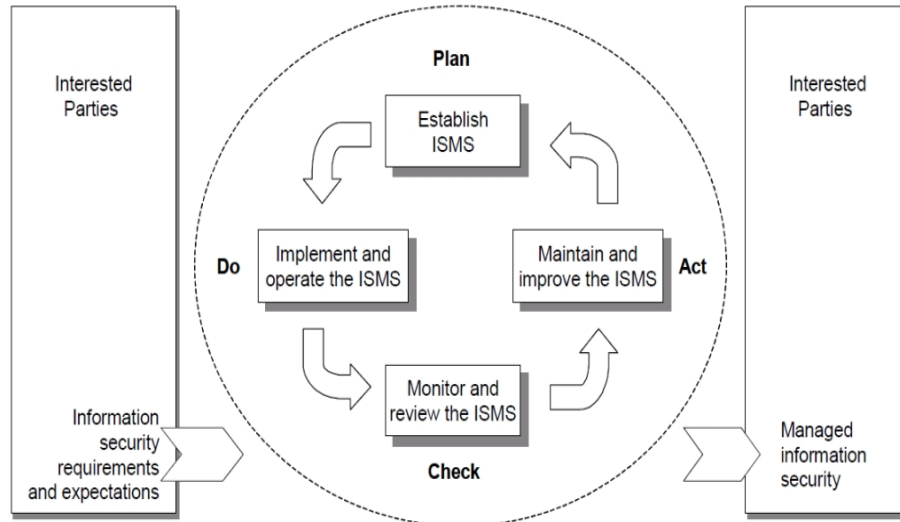 Interested
Parties
Information
security
requirements
and expectations
Plan
Establish
ISMS
Do
Implement and
operate the ISMS
Maintain and
improve the ISMS
Act
Monitor and
review the ISMS
Check
Interested
Parties
Managed
information
security